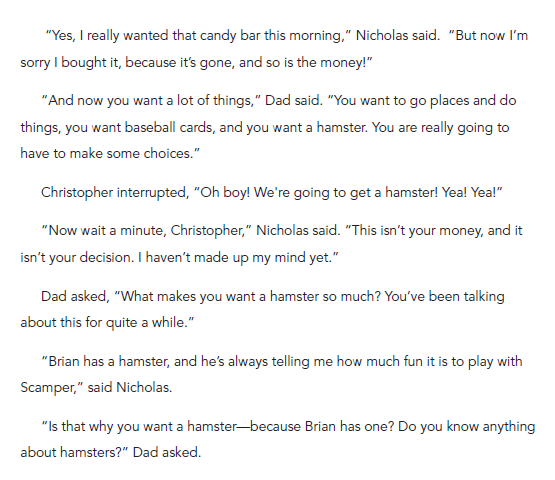 “Yes, I really wanted that candy bar this morning,” Nicholas said.  “But now I’m
sorry I bought it, because it’s gone, and so is the money!”
“And now you want a lot of things,” Dad said. “You want to go places and do
things, you want baseball cards, and you want a hamster. You are really going to
have to make some choices.”
Christopher interrupted, “Oh boy! We're going to get a hamster! Yea! Yea!”
“Now wait a minute, Christopher,” Nicholas said. “This isn’t your money, and it
isn’t your decision. I haven’t made up my mind yet.”
Dad asked, “What makes you want a hamster so much? You’ve been talking
about this for quite a while.”
“Brian has a hamster, and he’s always telling me how much fun it is to play with
Scamper,” said Nicholas.
“Is that why you want a hamster—because Brian has one? Do you know anything
about hamsters?” Dad asked.